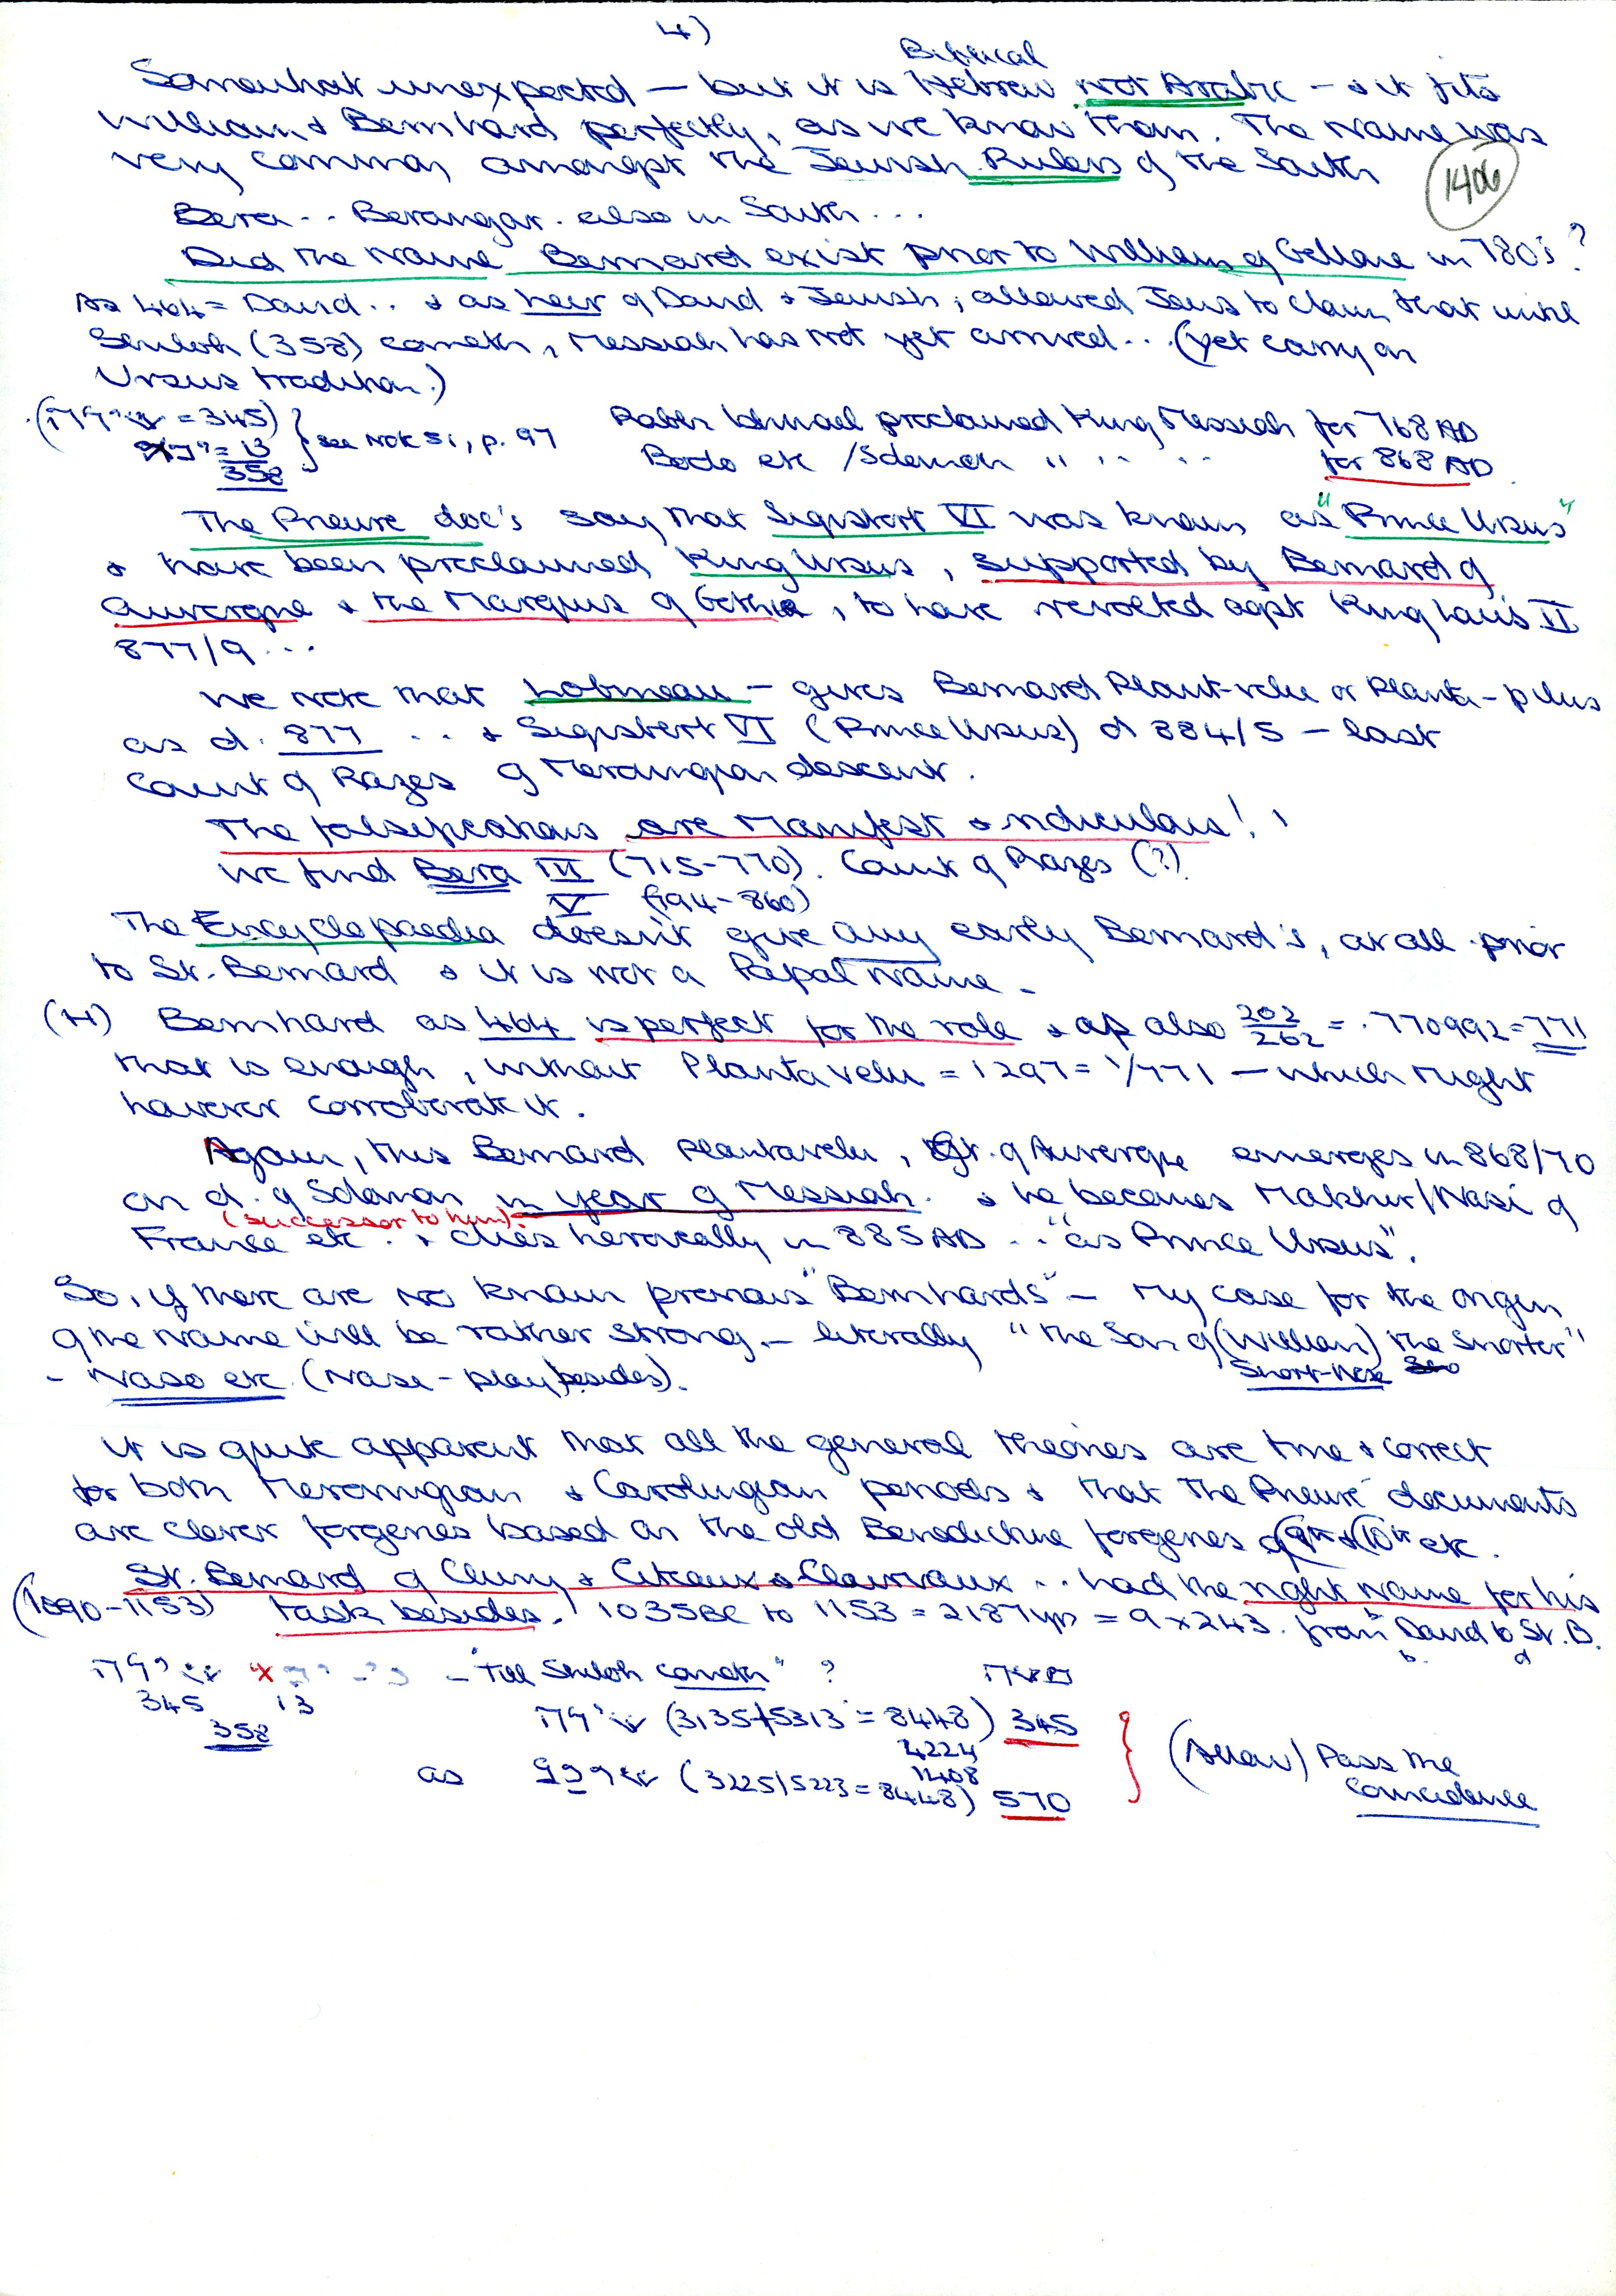 4)
Biblical
Somewhat unexpected — but it is Hebrew not Arabic - & it fits
William & Bernhard perfectly, as we know them. The Name was
very common amongst the Jewish Rulers of the South
1406
Bera .. Berangar. also in South ...
Did the Name Bernard exist prior to William of Gellone in 780's?
As 464 = David .. & as heir of David & Jewish, allowed Jews to claim that until
Shiloh (358) cometh, Messiah has not yet arrived ... (yet carry on
Ursus tradition.)
(שילה = 345)
= 13
358
see Note 51, p. 97
Rabbi Ishmael proclaimed King Messiah for 768 AD
Bodo etc / Solomon " " " for 868 AD
The Prieure doc's say that Sigisbert VI was known as "Prince Ursus"
& have been proclaimed King Ursus, supported by Bernard of
Auvergne & the Marquis of Gothia, to have revolted agst King Louis II
877/9 ...
We note that Lobineau - gives Bernard Plant-velu or Planta-pilus
as d. 877 .. & Sigisbert VI (Prince Ursus) d 884/5 - last
Count of Razes of Merovingian descent.
The falsifications are Manifest & ridiculous!
We find Bera III (715-770). Count of Razes (?)
V (794-860)
The Encyclopaedia doesn't give any early Bernard's, at all prior
to St. Bernard & it is not a Papal Name -
(H) Bernhard as 464 is perfect for the role & as also 202/262 = .770992 = 771
that is enough, without Plantavelu = 1297 = 1/771 - which might
however corroborate it.
Again, this Bernard Plantavelu, Ct. of Auvergne emerges in 868/70
on d. of Solomon in year of Messiah. & he becomes Makhir/Nasi of
(successor to him).
France etc. & dies heroically in 885 AD .. "as Prince Ursus".
So, if there are no known previous "Bernhards" - My case for the origin
of the Name will be rather strong. - literally "the Son of (William) the Shorter"
Short-Nose
- Naso etc (Nasi-play besides).
It is quite apparent that all the general theories are true & correct
for both Merovingian & Carolingian periods & that the Prieure documents
are clever forgeries based on the old Benedictine forgeries of 9th & 10th etc.
St. Bernard of Cluny & Citeaux & Clairvaux .. had the right Name for his
(1090-1153) task besides. 1035BC to 1153 = 2187 yrs = 9 x 243. from David to St. B.
שילה - "till Shiloh cometh" ?
345 13
358
שילה (3135+5313 = 8448) 345
4224
1408
as (3225/5223 = 8448) 570
Pass the
Coincidence